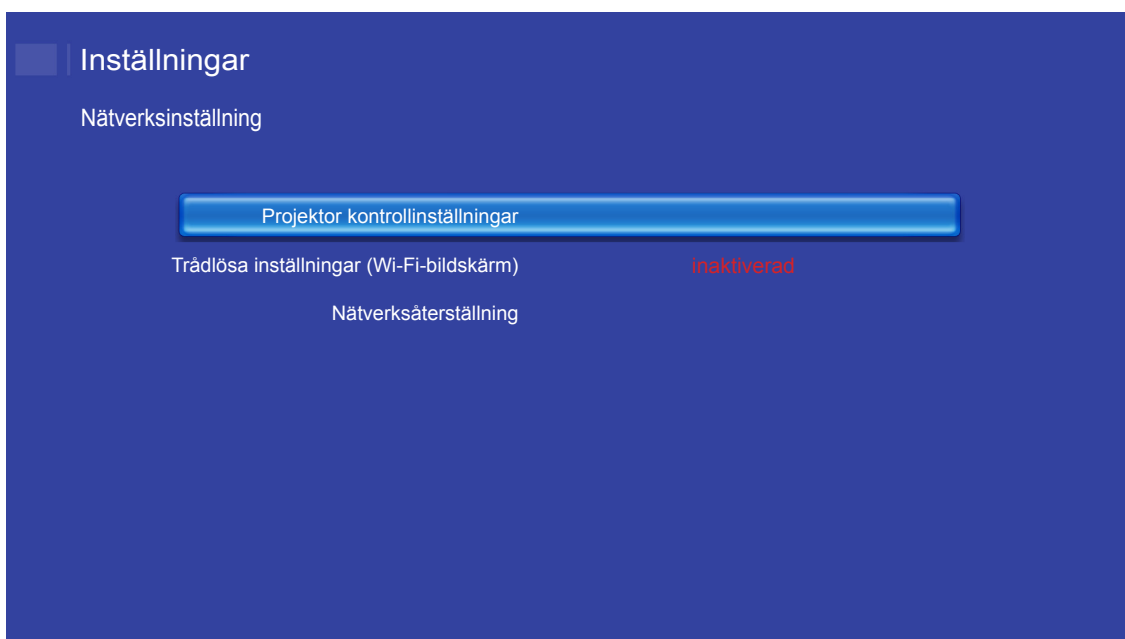 Inställningar
Nätverksinställning
Projektor kontrollinställningar
Trådlösa inställningar (Wi-Fi-bildskärm) inaktiverad
Nätverksåterställning